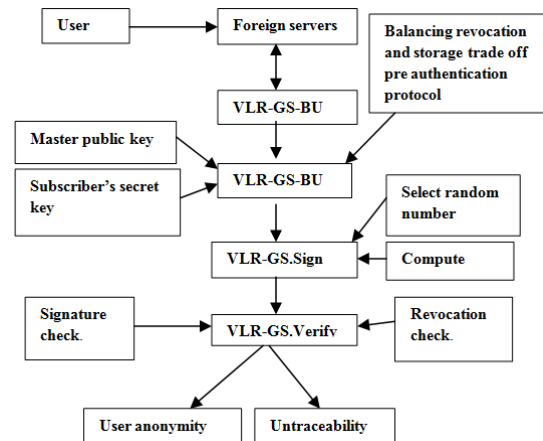 User
Foreign servers
Balancing revocation
and storage trade off
pre authentication
protocol
VLR-GS-BU
Master public key
Subscriber's secret
key
VLR-GS-BU
Select random
number
VLR-GS.Sign
Compute
Signature
check.
VLR-GS.Verify
Revocation
check.
User anonymity
Untraceability